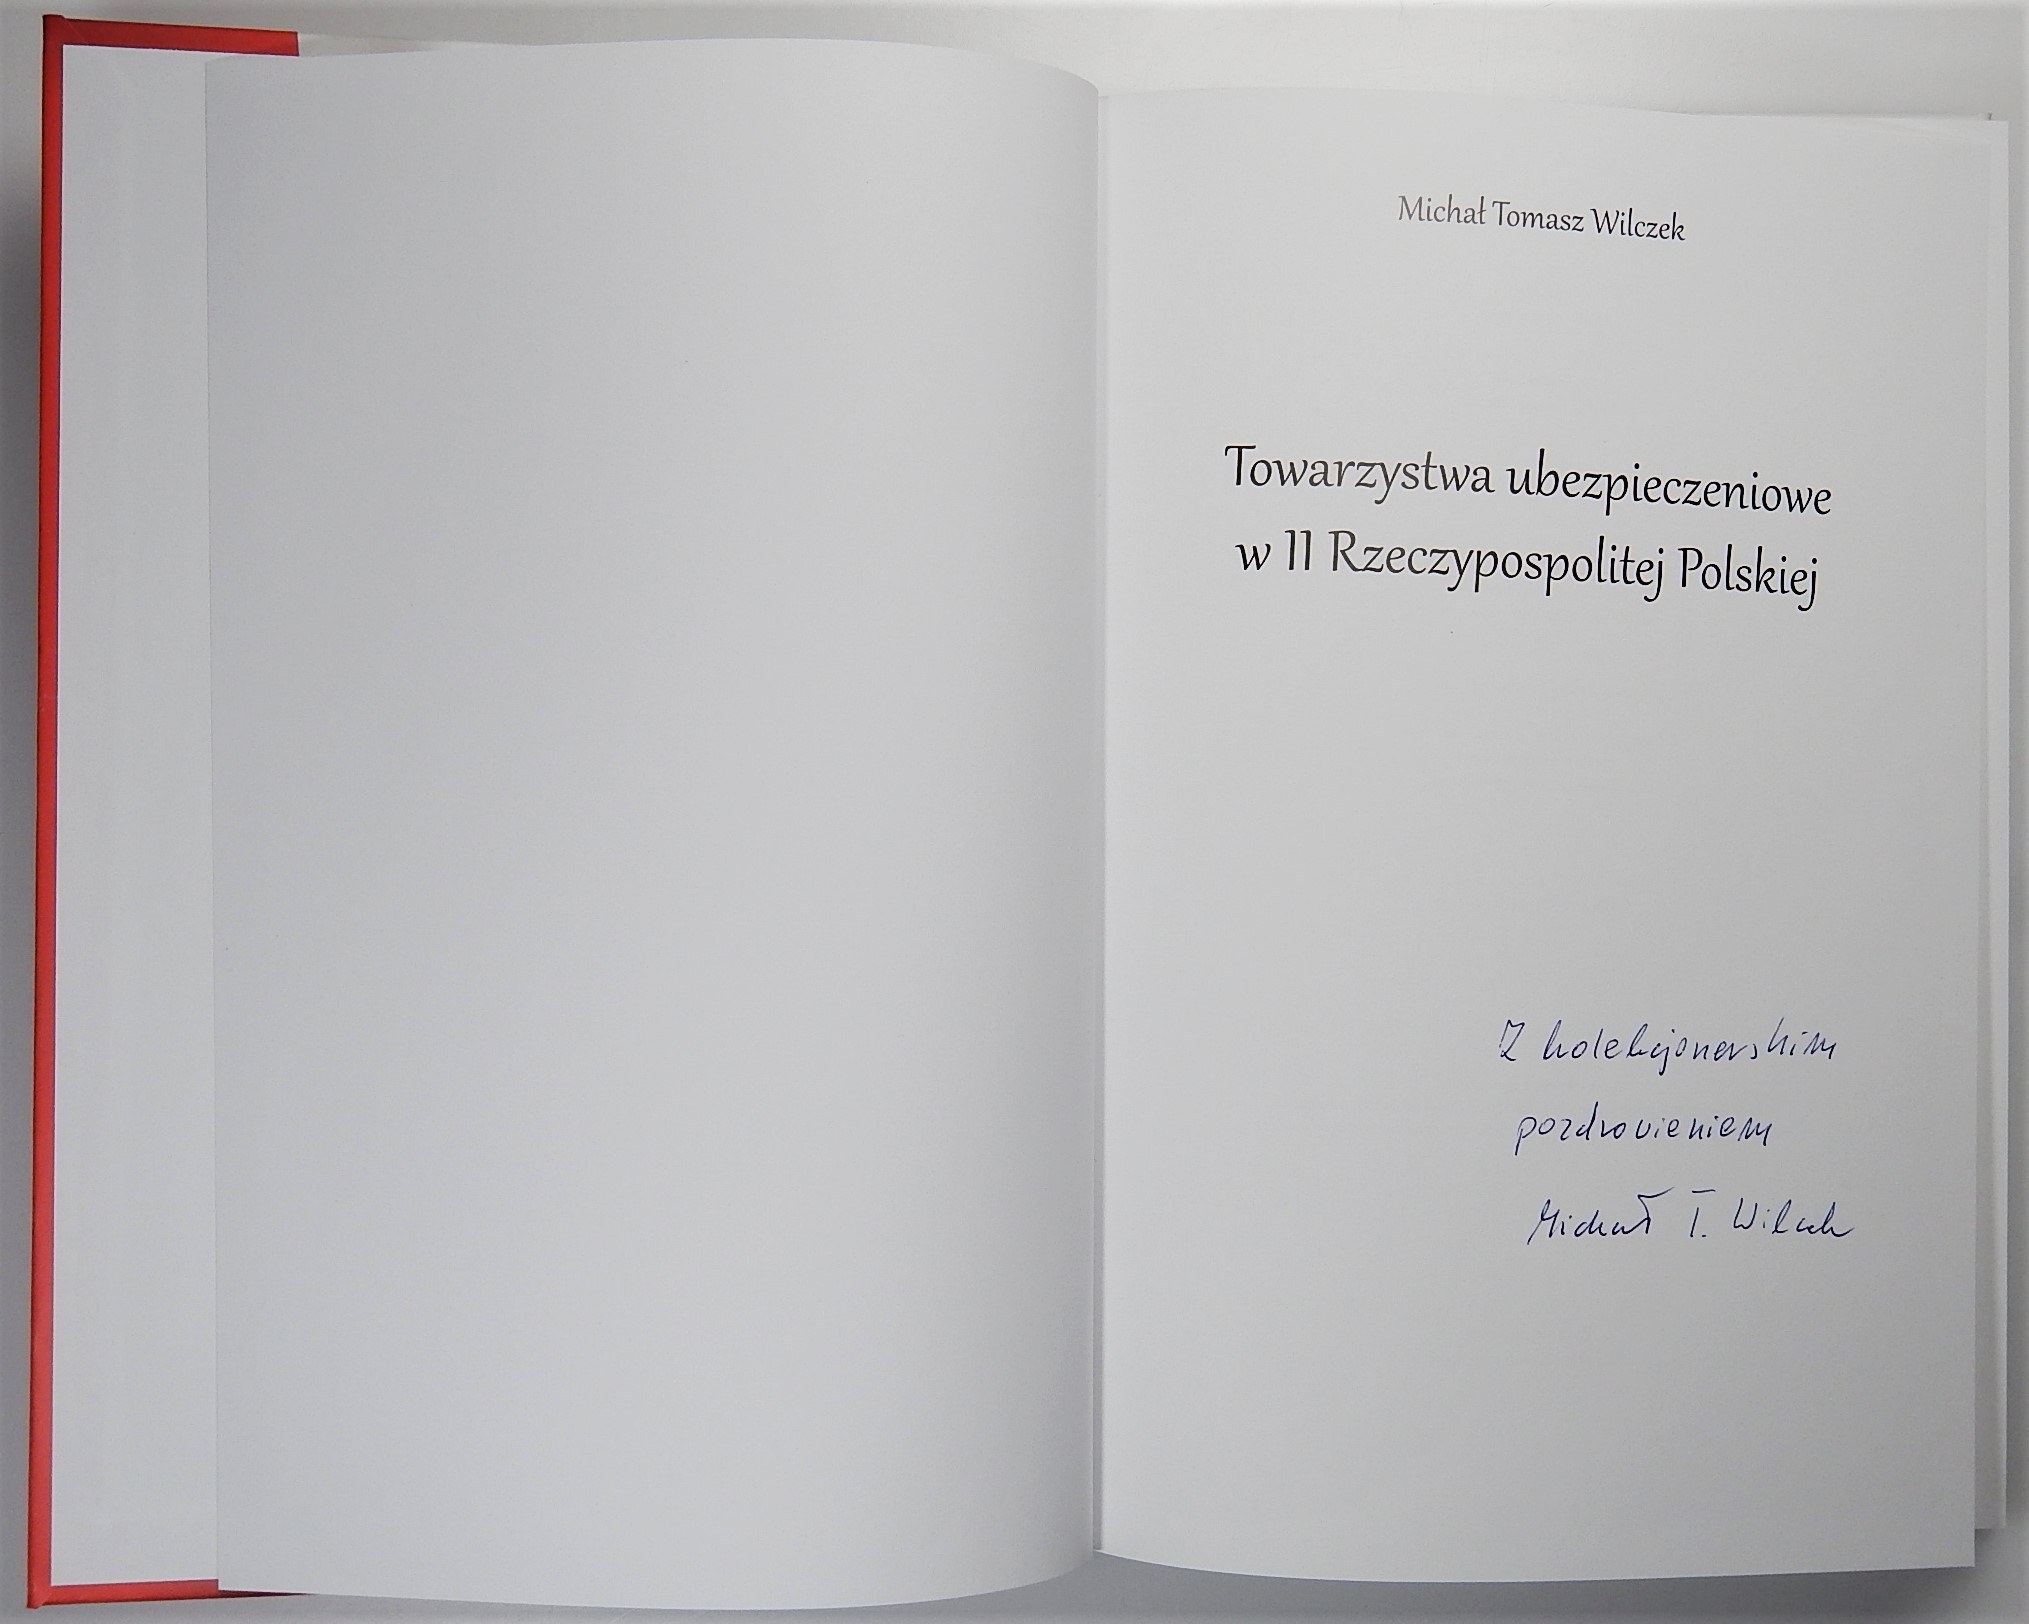 Michał Tomasz Wilczek
Towarzystwa ubezpieczeniowe
w II Rzeczypospolitej Polskiej
Z kolekcjonerskim
pozdrowieniem
Michał T. Wilczek